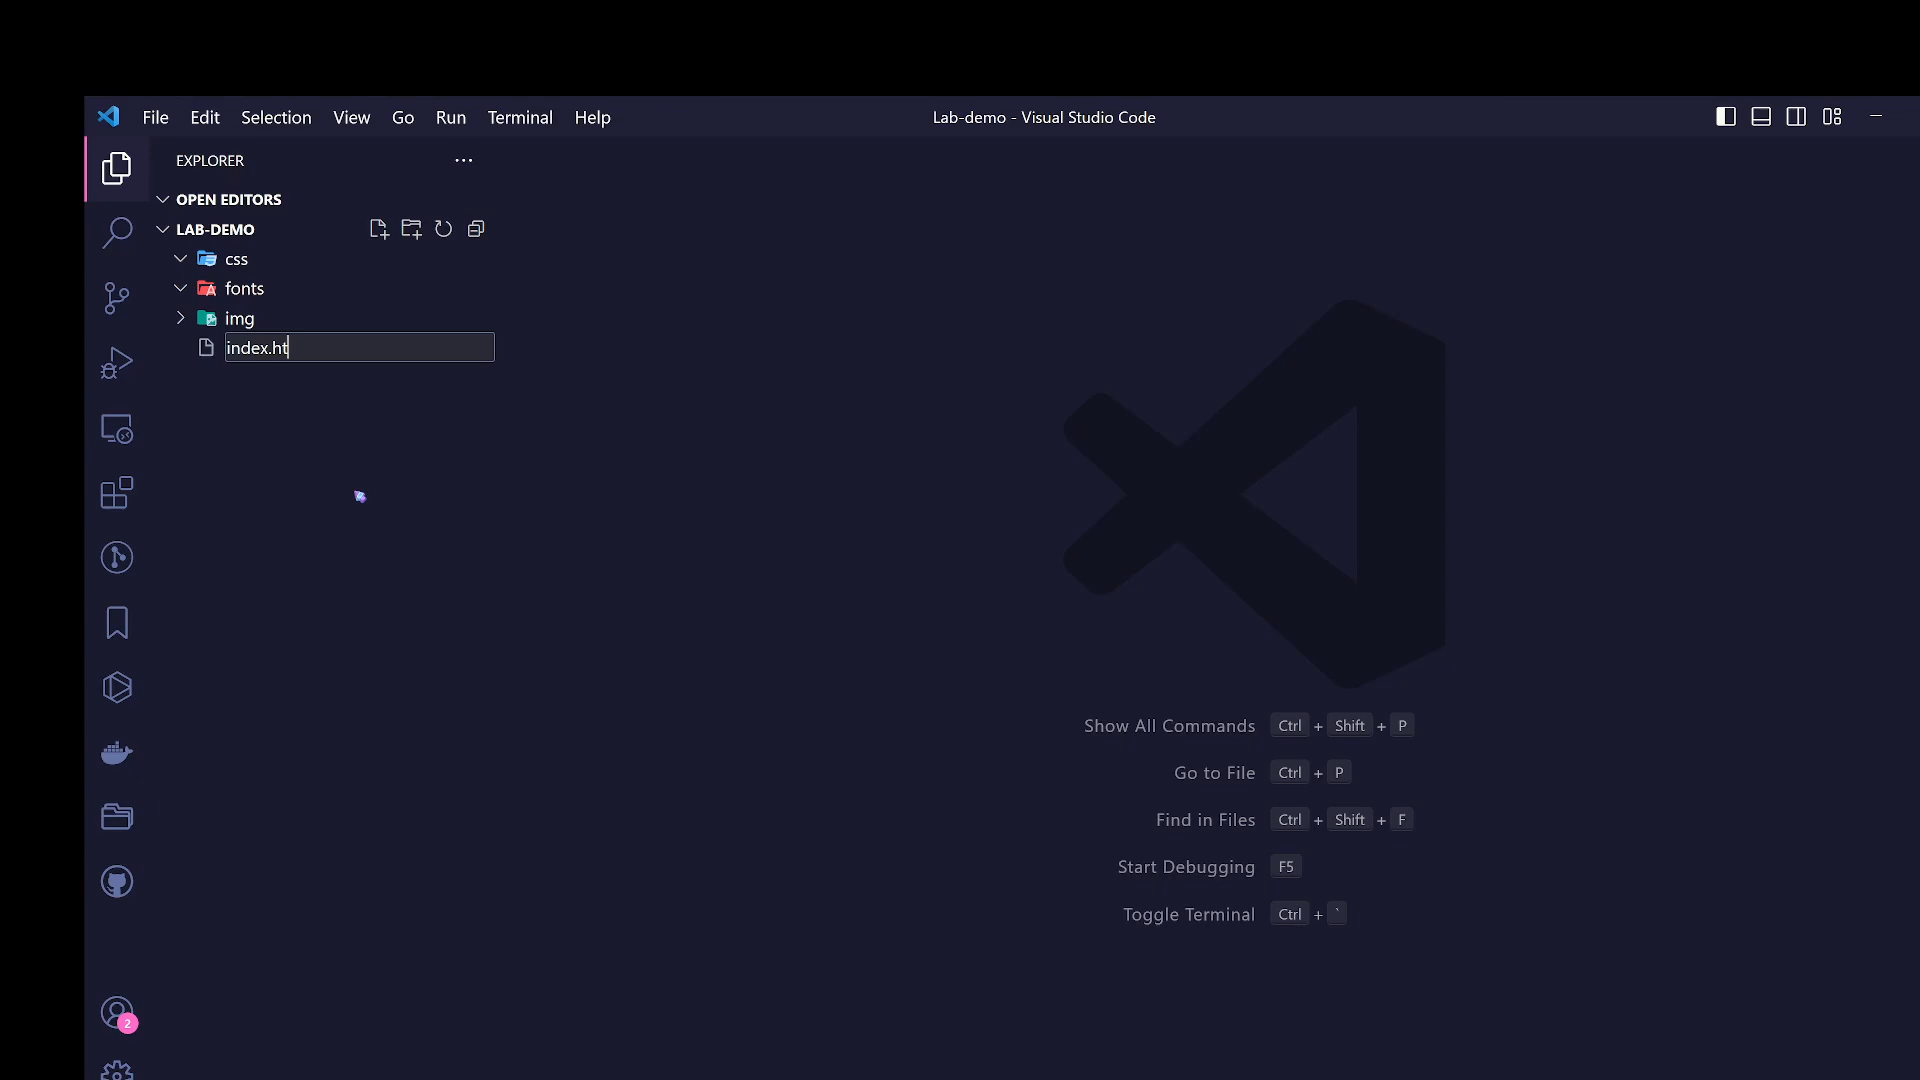 File Edit Selection View Go Run Terminal Help
Lab-demo - Visual Studio Code
EXPLORER
OPEN EDITORS
LAB-DEMO
css
fonts
img
index.ht
Show All Commands Ctrl + Shift + P
Go to File Ctrl + P
Find in Files Ctrl + Shift + F
Start Debugging F5
Toggle Terminal Ctrl + `
2